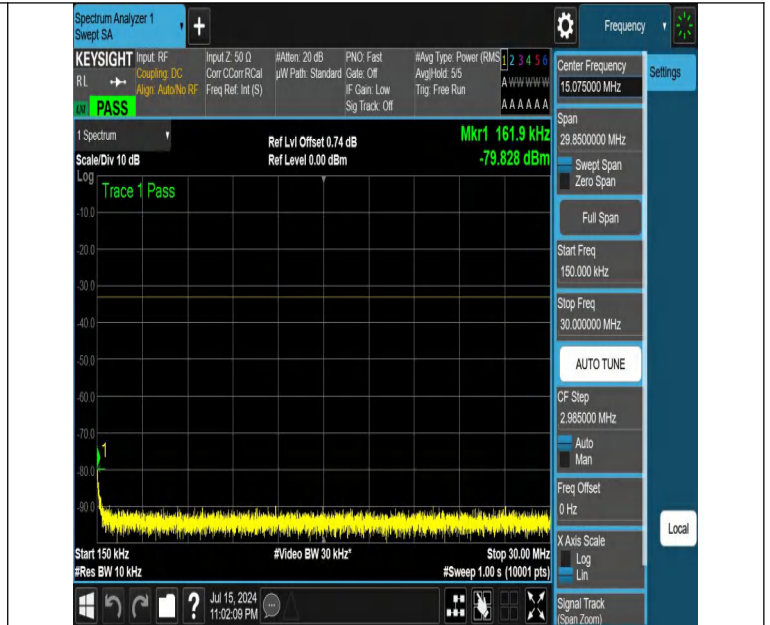 Spectrum Analyzer 1
Swept SA
Frequency
KEYSIGHT
RL
PASS
Input: RF
Coupling: DC
Align: Auto/No RF
Input Z: 50 Ω
Corr CCorr RCal
Freq Ref: Int (S)
#Atten: 20 dB
µW Path: Standard
PNO: Fast
Gate: Off
IF Gain: Low
Sig Track: Off
#Avg Type: Power (RMS
Avg|Hold: 5/5
Trig: Free Run
1 2 3 4 5 6
A W W W W W
A A A A A A
1 Spectrum
Scale/Div 10 dB
Ref Lvl Offset 0.74 dB
Ref Level 0.00 dBm
Mkr1 161.9 kHz
-79.828 dBm
Log
Trace 1 Pass
-10.0
-20.0
-30.0
-40.0
-50.0
-60.0
-70.0
1
-80.0
-90.0
Start 150 kHz
#Video BW 30 kHz*
Stop 30.00 MHz
#Res BW 10 kHz
#Sweep 1.00 s (10001 pts)
Jul 15, 2024
11:02:09 PM
Center Frequency
15.075000 MHz
Settings
Span
29.8500000 MHz
Swept Span
Zero Span
Full Span
Start Freq
150.000 kHz
Stop Freq
30.000000 MHz
AUTO TUNE
CF Step
2.985000 MHz
Auto
Man
Freq Offset
0 Hz
Local
X Axis Scale
Log
Lin
Signal Track
(Span Zoom)